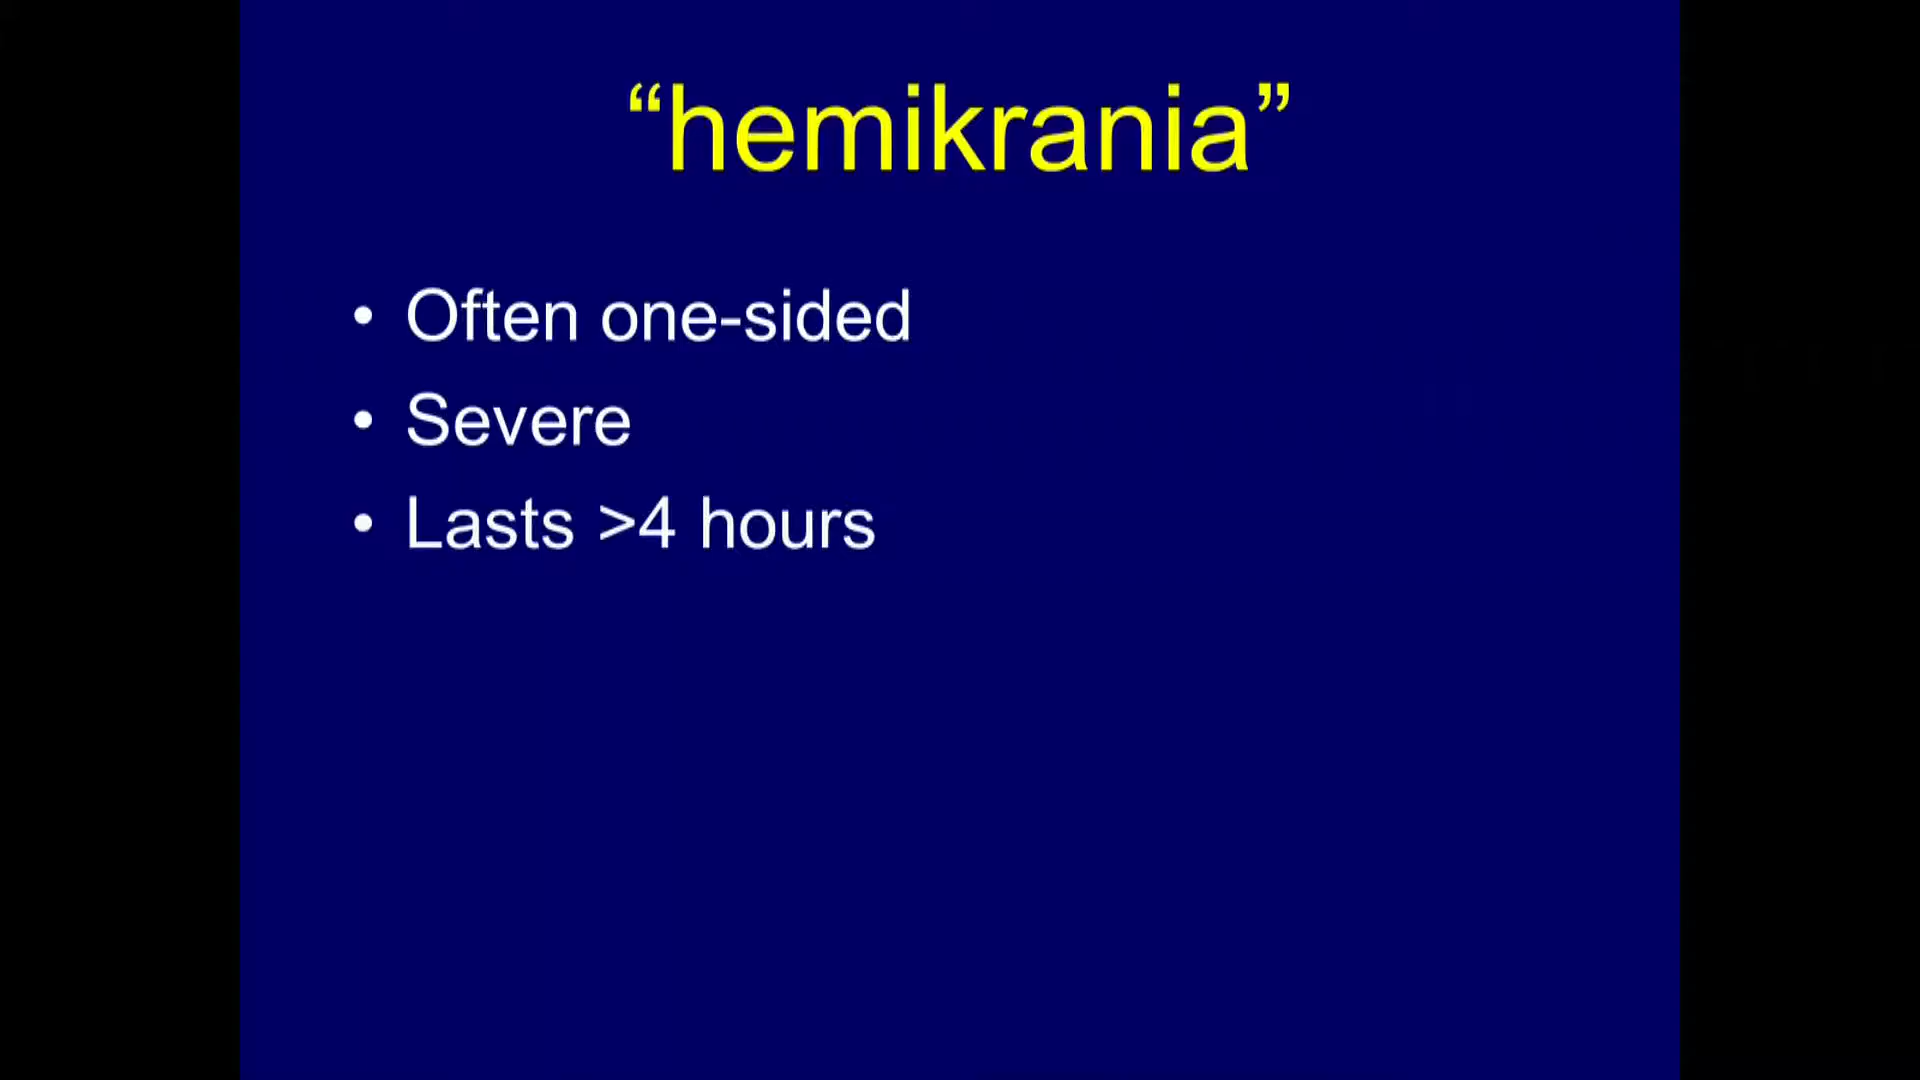 “hemikrania”
• Often one-sided
• Severe
• Lasts >4 hours